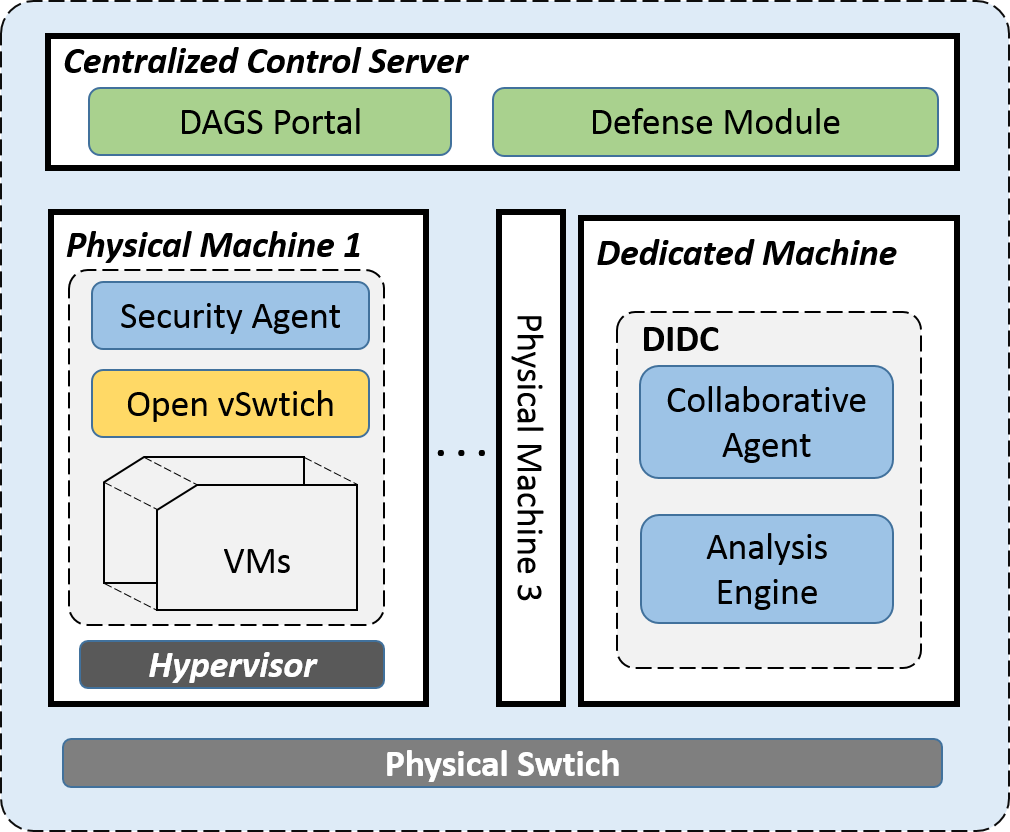 Centralized Control Server
DAGS Portal
Defense Module
Physical Machine 1
Security Agent
Open vSwtich
VMs
Hypervisor
...
Physical Machine 3
Dedicated Machine
DIDC
Collaborative
Agent
Analysis
Engine
Physical Swtich